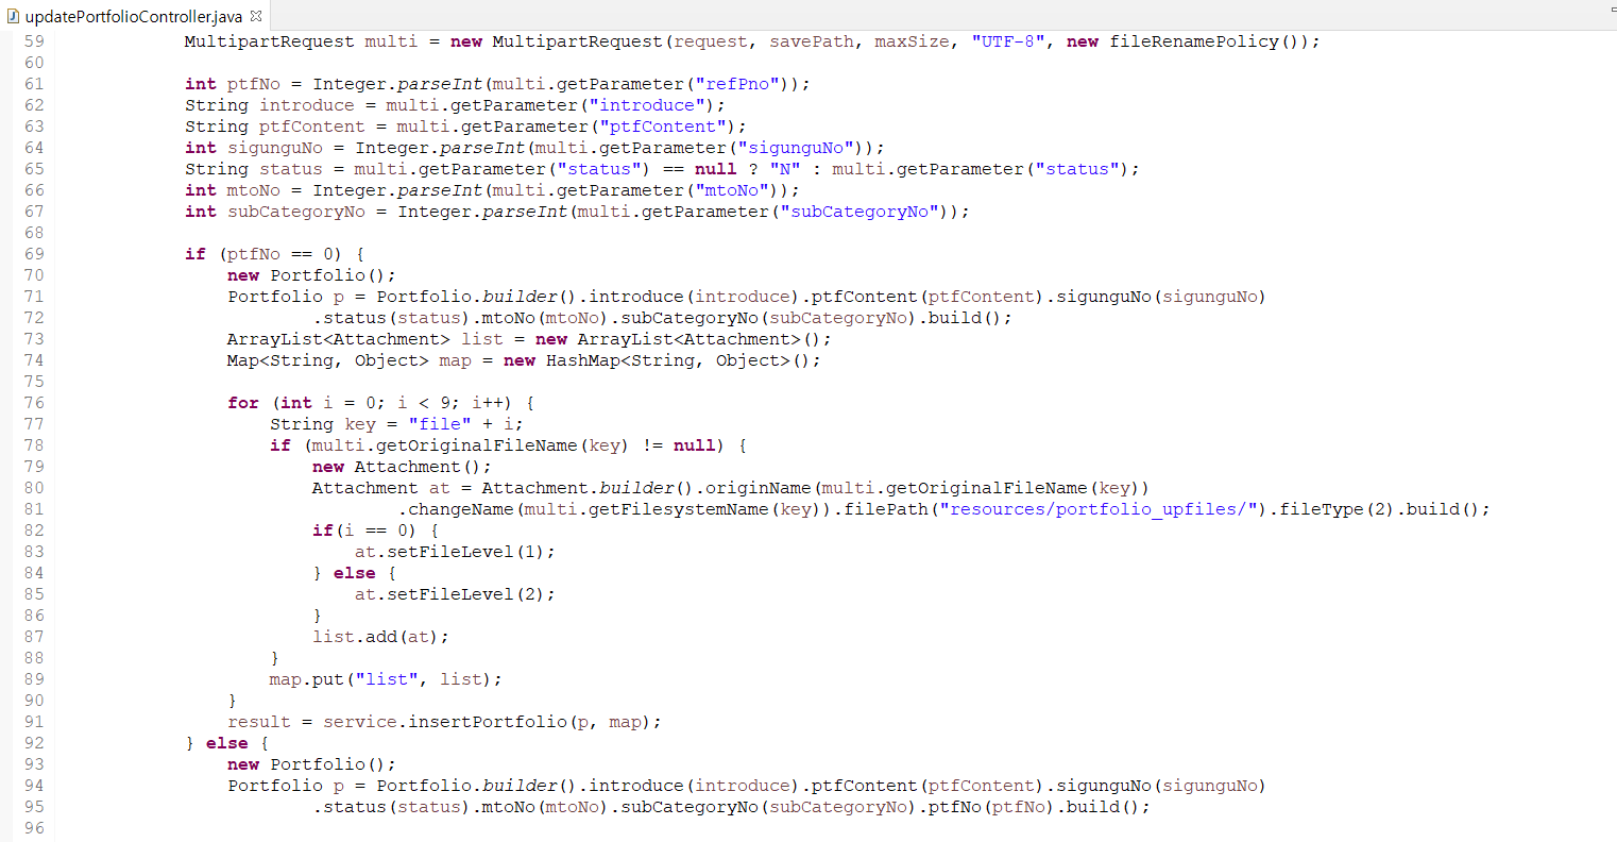 updatePortfolioController.java
59 MultipartRequest multi = new MultipartRequest(request, savePath, maxSize, "UTF-8", new fileRenamePolicy());
60
61 int ptfNo = Integer.parseInt(multi.getParameter("refPno"));
62 String introduce = multi.getParameter("introduce");
63 String ptfContent = multi.getParameter("ptfContent");
64 int sigunguNo = Integer.parseInt(multi.getParameter("sigunguNo"));
65 String status = multi.getParameter("status") == null ? "N" : multi.getParameter("status");
66 int mtoNo = Integer.parseInt(multi.getParameter("mtoNo"));
67 int subCategoryNo = Integer.parseInt(multi.getParameter("subCategoryNo"));
68
69 if (ptfNo == 0) {
70 new Portfolio();
71 Portfolio p = Portfolio.builder().introduce(introduce).ptfContent(ptfContent).sigunguNo(sigunguNo)
72 .status(status).mtoNo(mtoNo).subCategoryNo(subCategoryNo).build();
73 ArrayList<Attachment> list = new ArrayList<Attachment>();
74 Map<String, Object> map = new HashMap<String, Object>();
75
76 for (int i = 0; i < 9; i++) {
77 String key = "file" + i;
78 if (multi.getOriginalFileName(key) != null) {
79 new Attachment();
80 Attachment at = Attachment.builder().originName(multi.getOriginalFileName(key))
81 .changeName(multi.getFilesystemName(key)).filePath("resources/portfolio_upfiles/").fileType(2).build();
82 if(i == 0) {
83 at.setFileLevel(1);
84 } else {
85 at.setFileLevel(2);
86 }
87 list.add(at);
88 }
89 map.put("list", list);
90 }
91 result = service.insertPortfolio(p, map);
92 } else {
93 new Portfolio();
94 Portfolio p = Portfolio.builder().introduce(introduce).ptfContent(ptfContent).sigunguNo(sigunguNo)
95 .status(status).mtoNo(mtoNo).subCategoryNo(subCategoryNo).ptfNo(ptfNo).build();
96